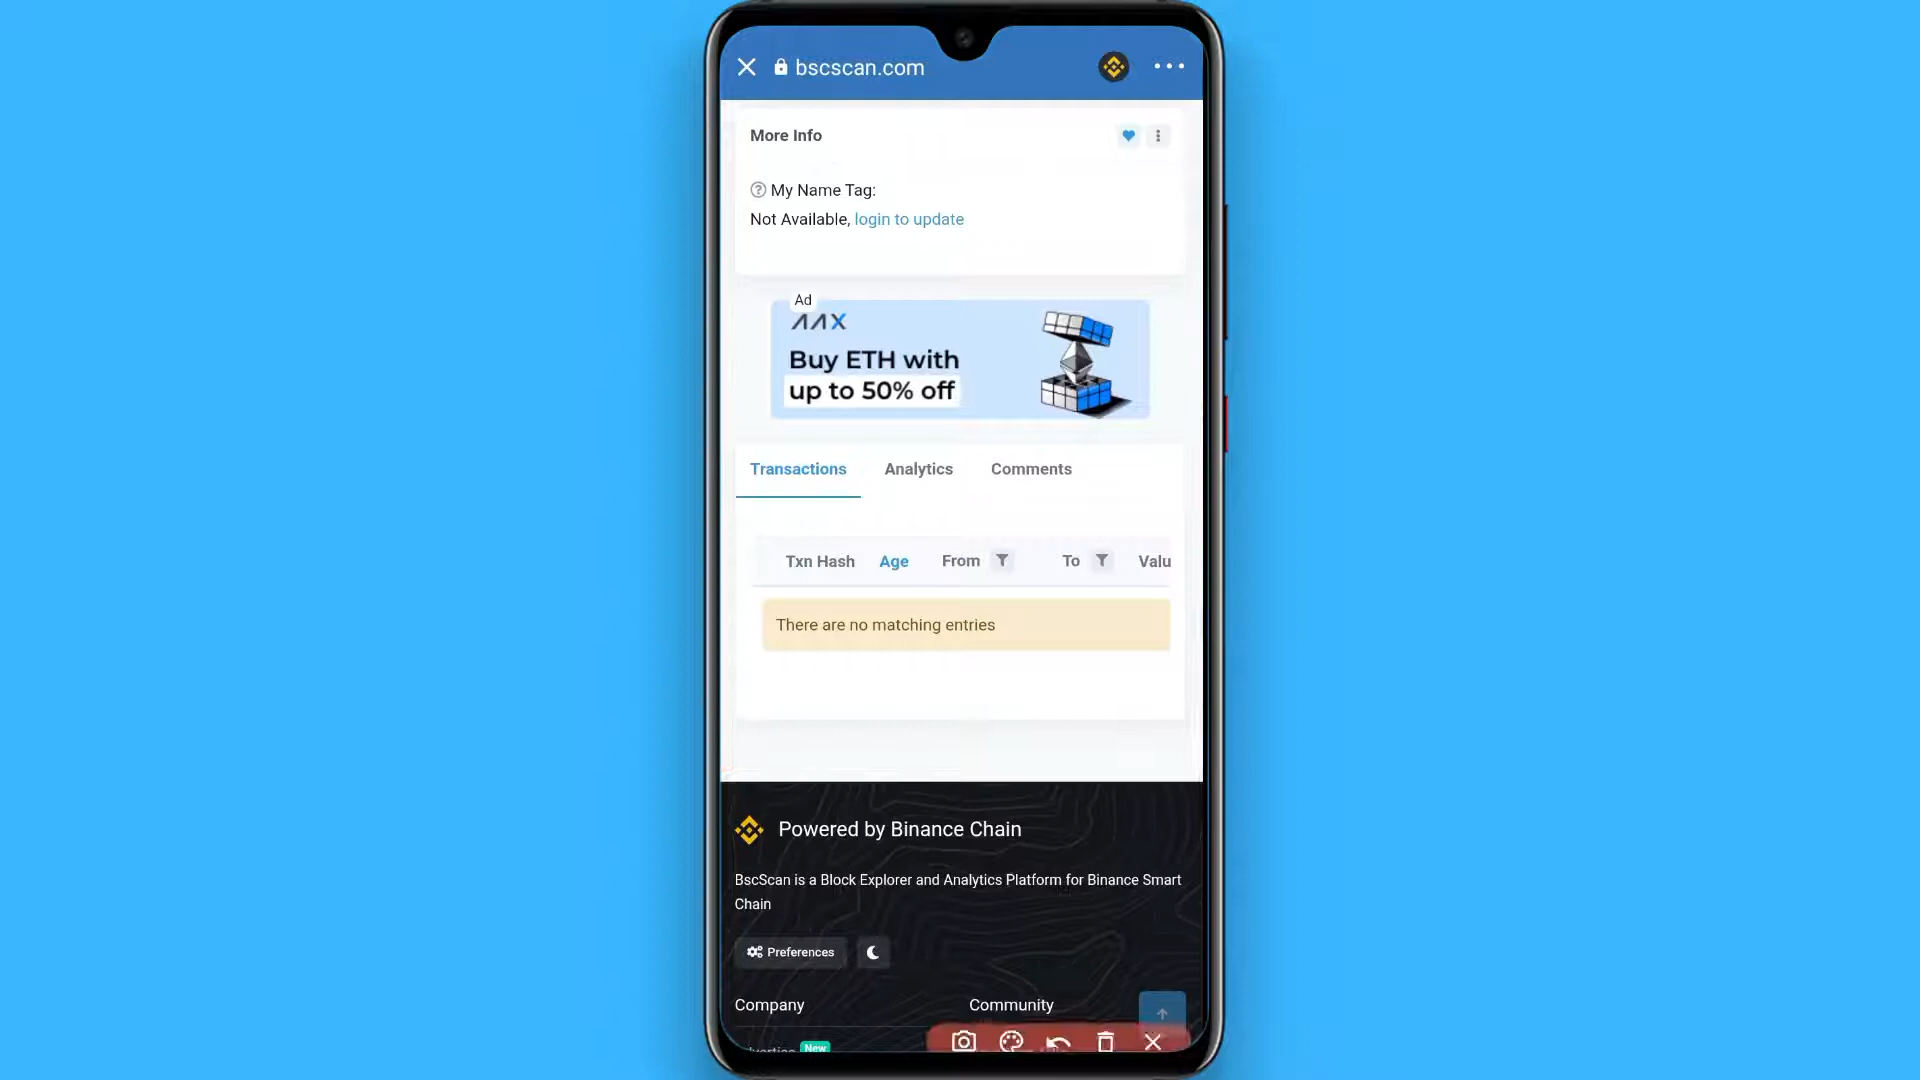 bscscan.com
More Info
My Name Tag:
Not Available, login to update
Ad
AAX
Buy ETH with
up to 50% off
Transactions Analytics Comments
Txn Hash Age From To Valu
There are no matching entries
Powered by Binance Chain
BscScan is a Block Explorer and Analytics Platform for Binance Smart
Chain
Preferences
Company Community
New